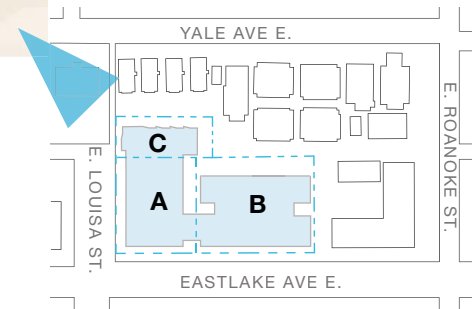 YALE AVE E.
E. LOUISA ST.
E. ROANOKE ST.
C
A
B
EASTLAKE AVE E.